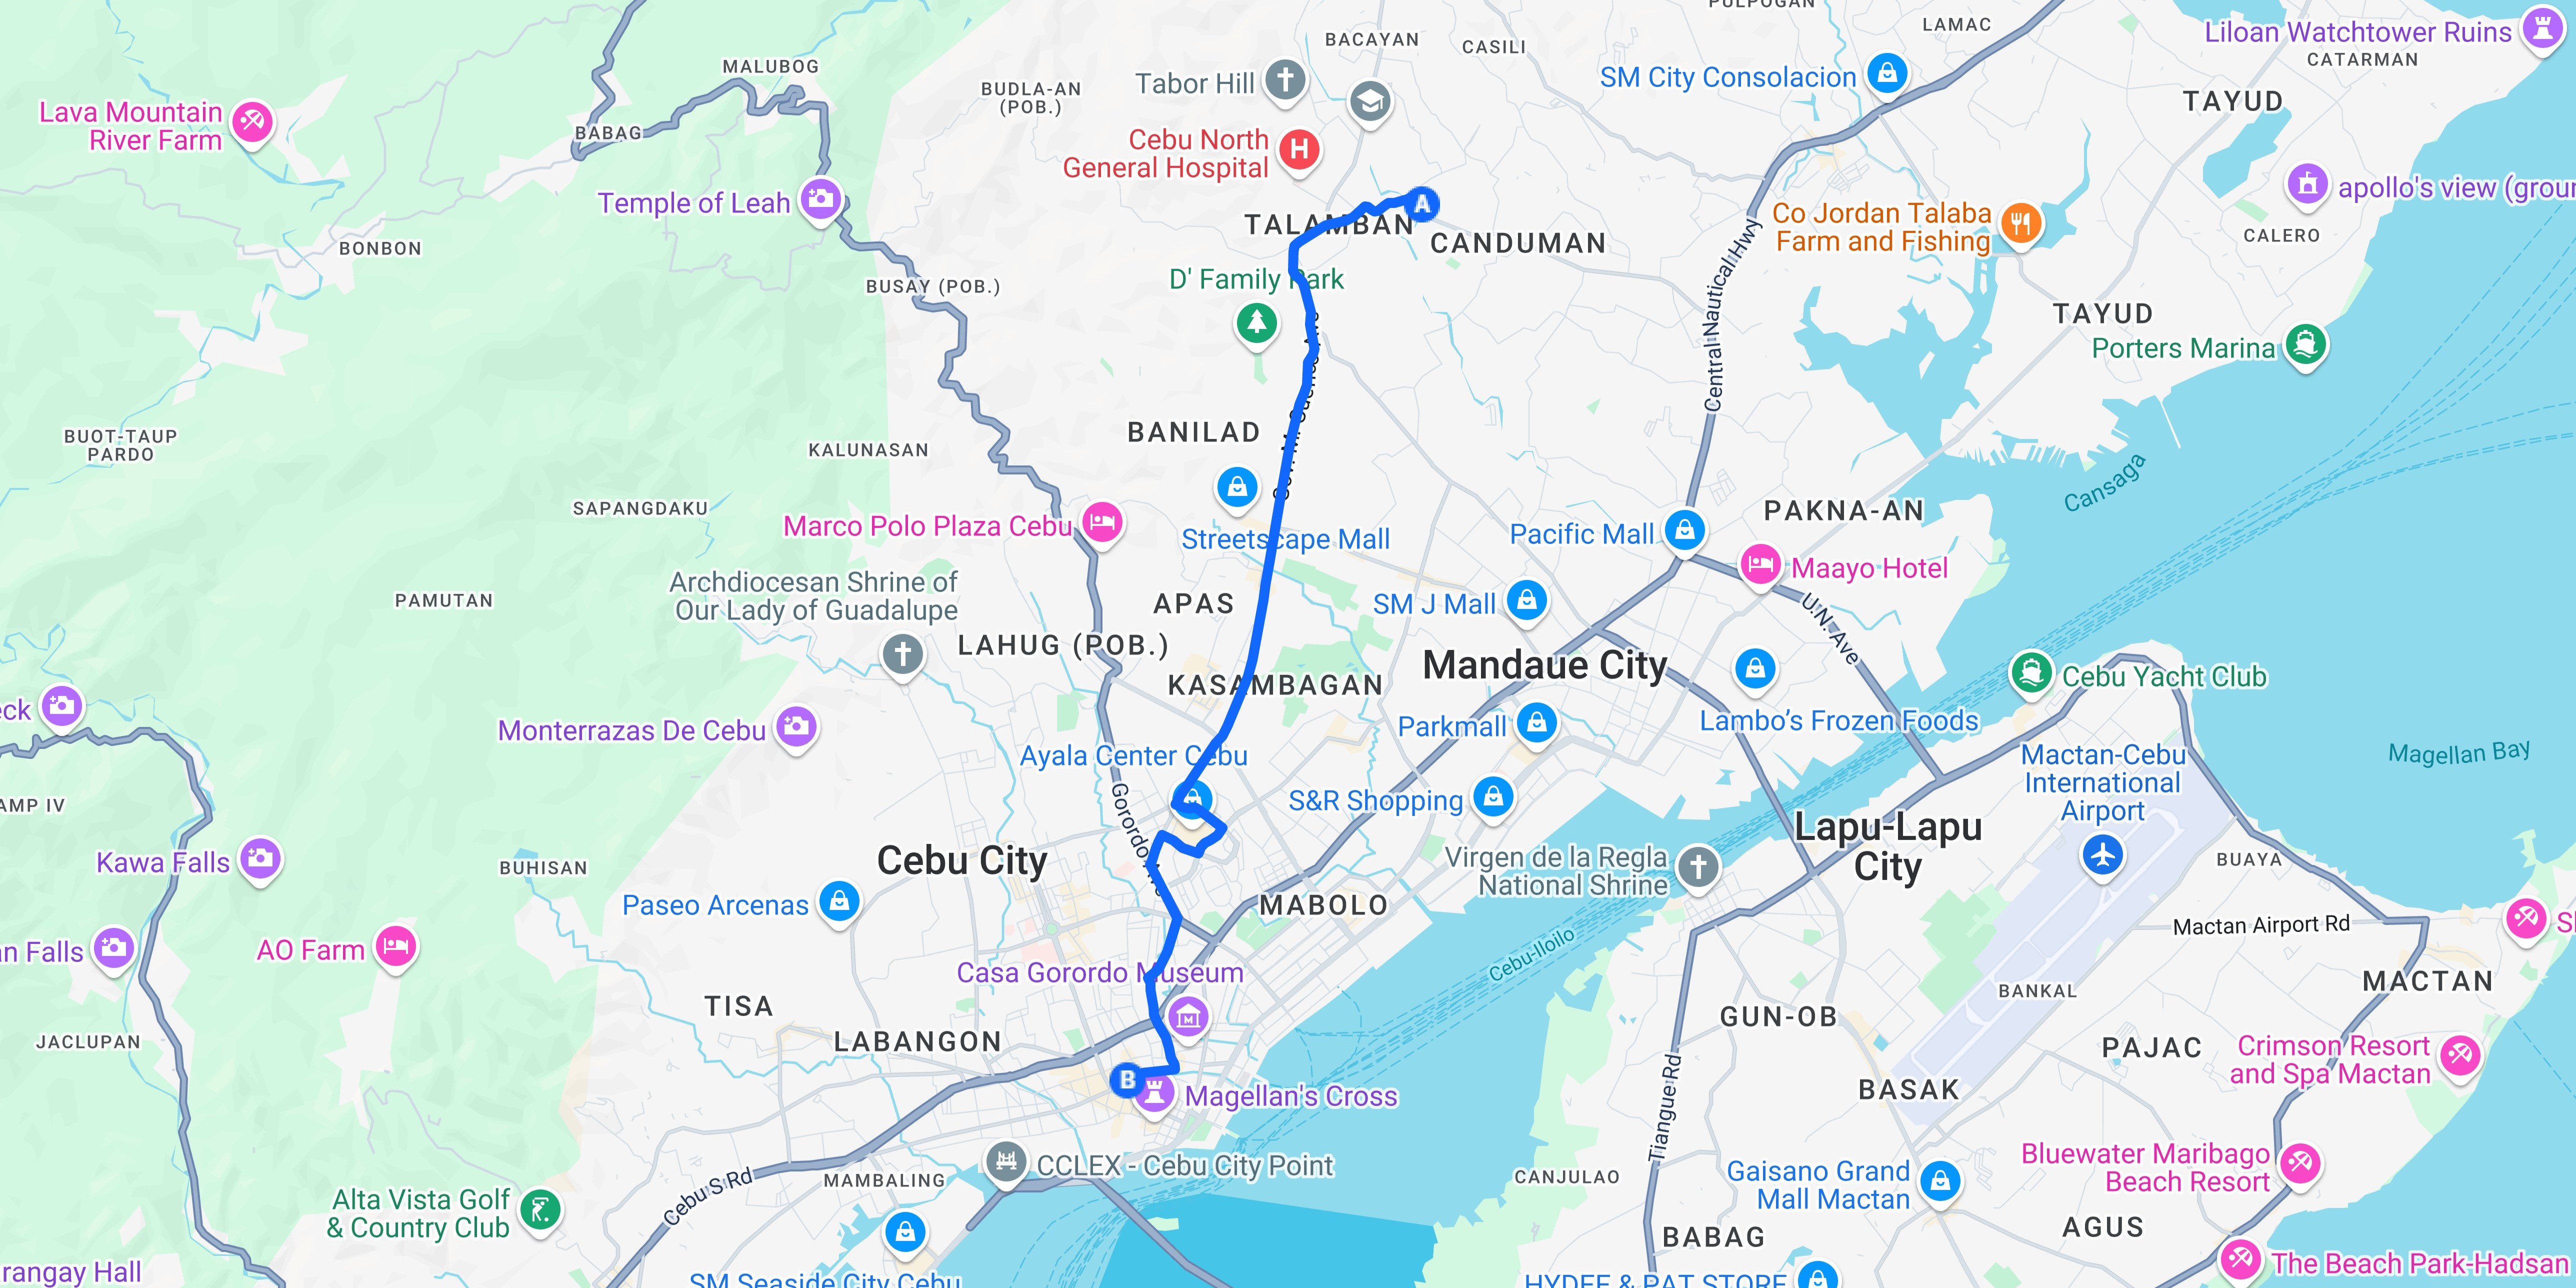 PULPOGAN
LAMAC
Liloan Watchtower Ruins
CATARMAN
BACAYAN
CASILI
MALUBOG
Tabor Hill
SM City Consolacion
BUDLA-AN
(POB.)
TAYUD
Lava Mountain
River Farm
BABAG
Cebu North
General Hospital
Temple of Leah
A
apollo's view (groun
TALAMBAN
CANDUMAN
Co Jordan Talaba
Farm and Fishing
CALERO
BONBON
Central Nautical Hwy
D' Family Park
BUSAY (POB.)
TAYUD
Porters Marina
BUOT-TAUP
PARDO
KALUNASAN
BANILAD
Cansaga
SAPANGDAKU
Marco Polo Plaza Cebu
Streetscape Mall
Pacific Mall
PAKNA-AN
Maayo Hotel
Archdiocesan Shrine of
Our Lady of Guadalupe
PAMUTAN
APAS
SM J Mall
U.N. Ave
LAHUG (POB.)
Mandaue City
KASAMBAGAN
Cebu Yacht Club
eck
Monterrazas De Cebu
Parkmall
Lambo's Frozen Foods
Ayala Center Cebu
Mactan-Cebu
International
Airport
Magellan Bay
AMP IV
Gorordo Ave
S&R Shopping
Lapu-Lapu
City
Kawa Falls
BUHISAN
Cebu City
Virgen de la Regla
National Shrine
BUAYA
Paseo Arcenas
MABOLO
Mactan Airport Rd
an Falls
AO Farm
Cebu-Iloilo
Casa Gorordo Museum
MACTAN
BANKAL
TISA
GUN-OB
JACLUPAN
LABANGON
PAJAC
Crimson Resort
and Spa Mactan
B
Magellan's Cross
BASAK
Tiangue Rd
CCLEX - Cebu City Point
Cebu S Rd
MAMBALING
CANJULAO
Gaisano Grand
Mall Mactan
Bluewater Maribago
Beach Resort
Alta Vista Golf
& Country Club
BABAG
AGUS
rangay Hall
SM Seaside City Cebu
HYDEE & PAT STORE
The Beach Park-Hadsan